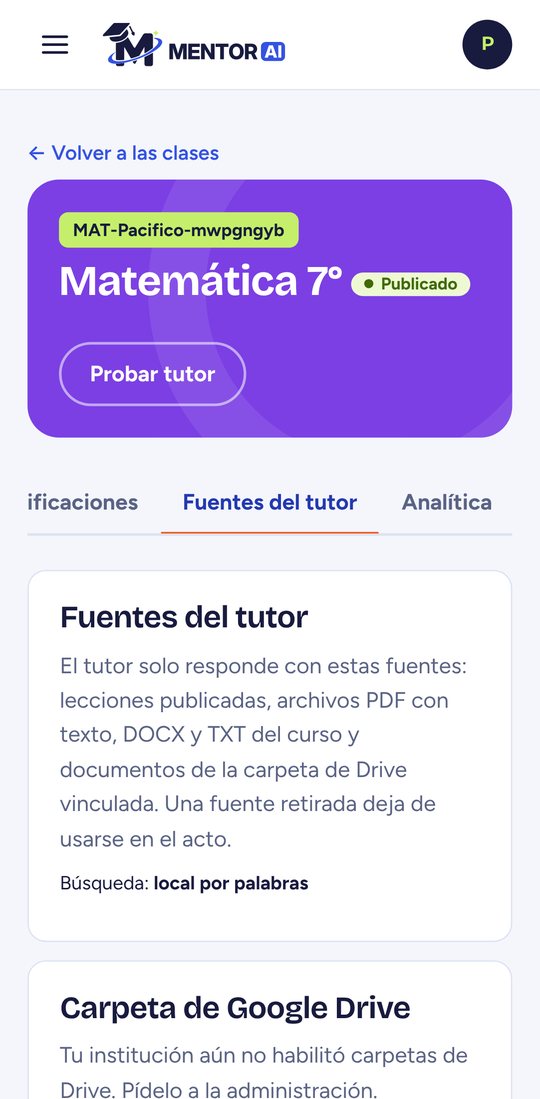 MENTOR AI
P
← Volver a las clases
MAT-Pacifico-mwpgngyb
Matemática 7° Publicado
Probar tutor
ificaciones Fuentes del tutor Analítica
Fuentes del tutor
El tutor solo responde con estas fuentes:
lecciones publicadas, archivos PDF con
texto, DOCX y TXT del curso y
documentos de la carpeta de Drive
vinculada. Una fuente retirada deja de
usarse en el acto.
Búsqueda: local por palabras
Carpeta de Google Drive
Tu institución aún no habilitó carpetas de
Drive. Pídelo a la administración.